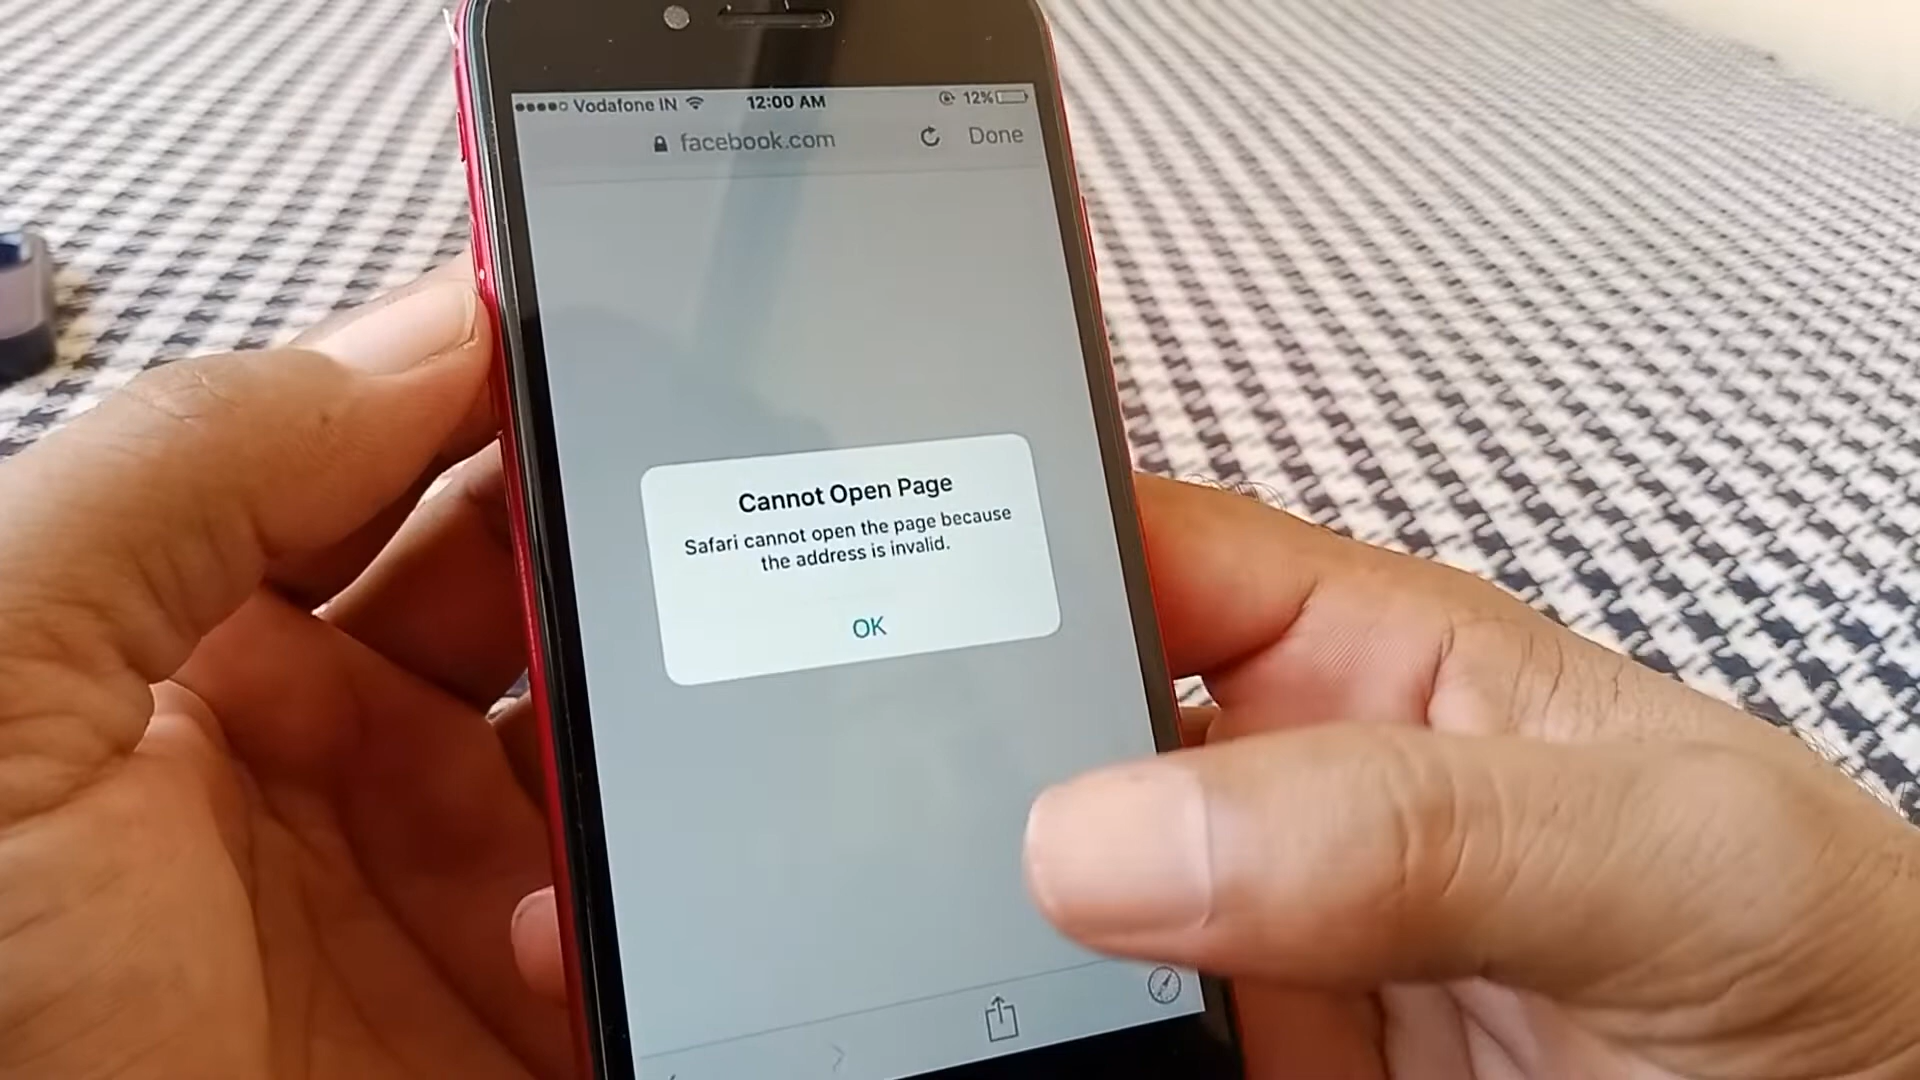 ●●●●○ Vodafone IN 12:00 AM 12%
facebook.com Done
Cannot Open Page
Safari cannot open the page because
the address is invalid.
OK